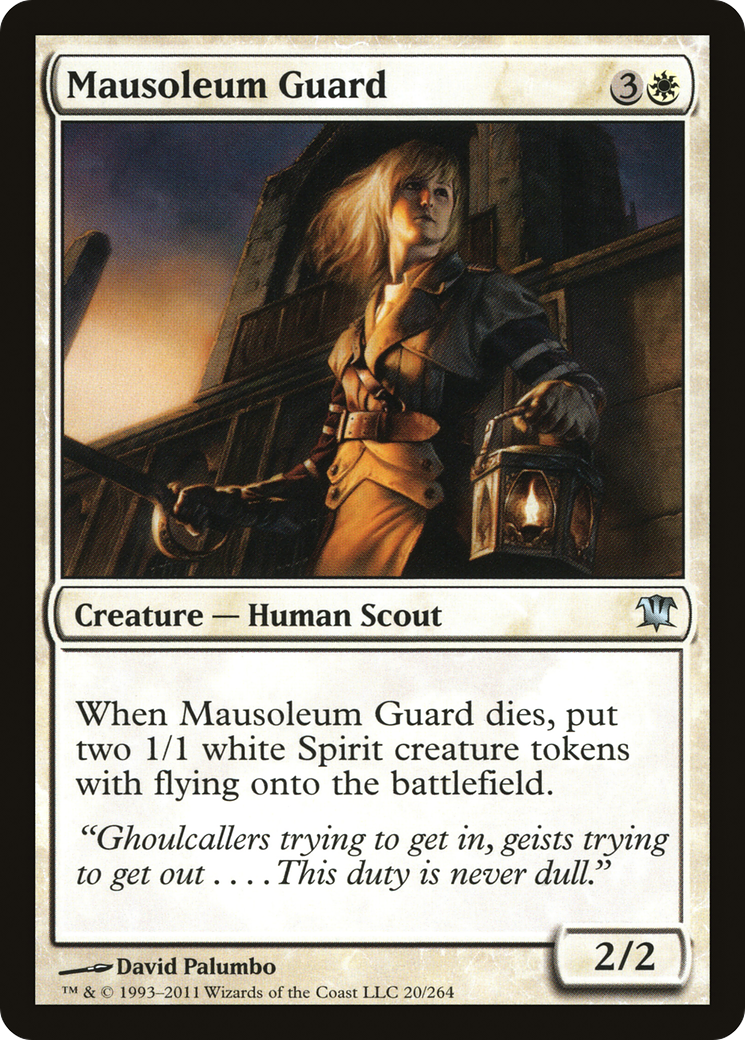 Mausoleum Guard
3
Creature — Human Scout
When Mausoleum Guard dies, put
two 1/1 white Spirit creature tokens
with flying onto the battlefield.
“Ghoulcallers trying to get in, geists trying
to get out . . . . This duty is never dull.”
2/2
David Palumbo
™ & © 1993–2011 Wizards of the Coast LLC 20/264